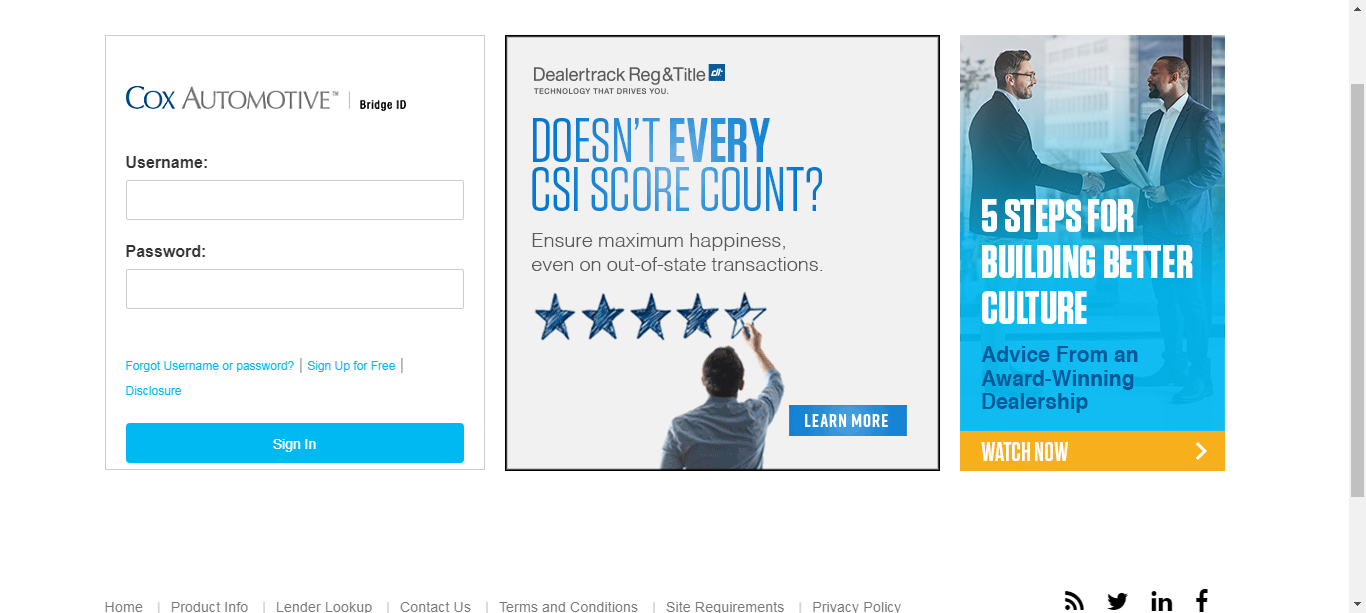 COX AUTOMOTIVE™ | Bridge ID
Username:
Password:
Forgot Username or password? | Sign Up for Free |
Disclosure
Sign In
Dealertrack Reg&Title dt
TECHNOLOGY THAT DRIVES YOU.
DOESN'T EVERY
CSI SCORE COUNT?
Ensure maximum happiness,
even on out-of-state transactions.
LEARN MORE
5 STEPS FOR
BUILDING BETTER
CULTURE
Advice From an
Award-Winning
Dealership
WATCH NOW
Home | Product Info | Lender Lookup | Contact Us | Terms and Conditions | Site Requirements | Privacy Policy